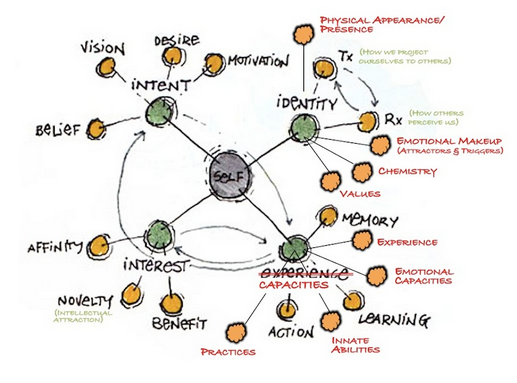 PHYSICAL APPEARANCE/
PRESENCE
VISION
DESIRE
MOTIVATION
INTENT
BELIEF
Tx
(HOW WE PROJECT
OURSELVES TO OTHERS)
IDENTITY
Rx
(HOW OTHERS
PERCEIVE US)
EMOTIONAL MAKEUP
(ATTRACTORS & TRIGGERS)
CHEMISTRY
VALUES
SELF
AFFINITY
INTEREST
NOVELTY
(INTELLECTUAL
ATTRACTION)
BENEFIT
MEMORY
EXPERIENCE
EXPERIENCE
CAPACITIES
EMOTIONAL
CAPACITIES
LEARNING
ACTION
INNATE
ABILITIES
PRACTICES